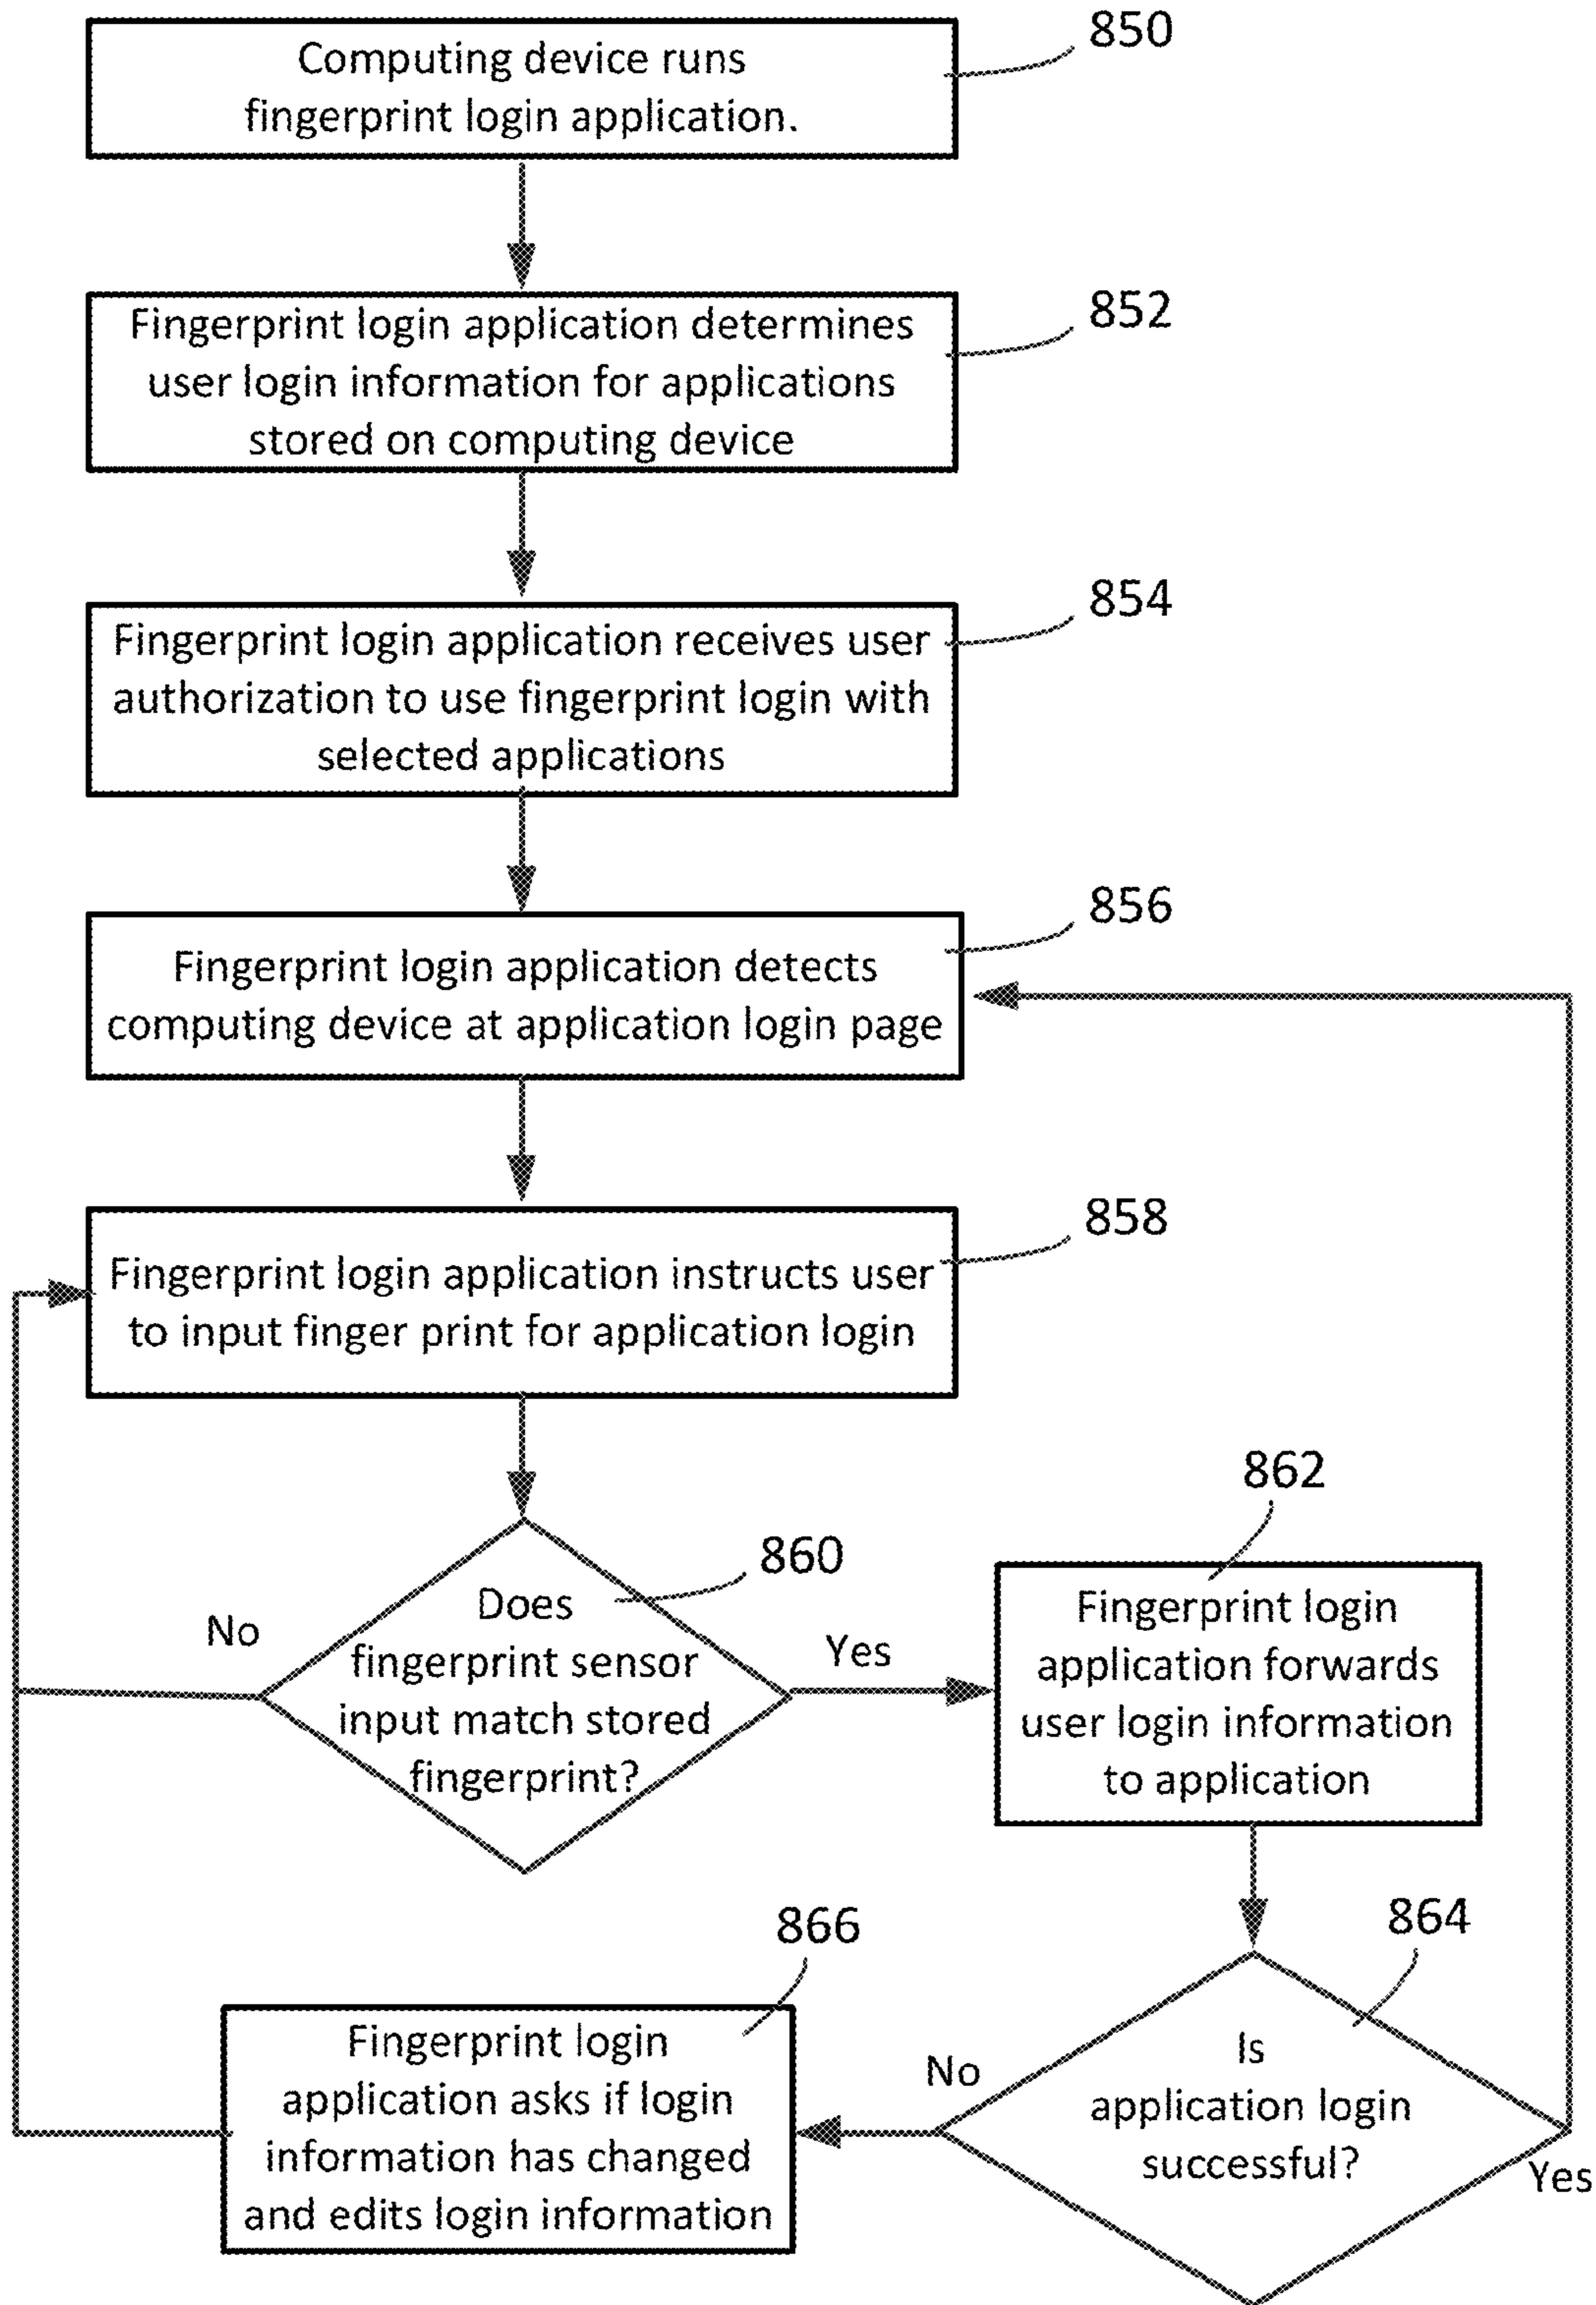 850
Computing device runs
fingerprint login application.
852
Fingerprint login application determines
user login information for applications
stored on computing device
854
Fingerprint login application receives user
authorization to use fingerprint login with
selected applications
856
Fingerprint login application detects
computing device at application login page
858
Fingerprint login application instructs user
to input finger print for application login
860
Does
fingerprint sensor
input match stored
fingerprint?
No
Yes
862
Fingerprint login
application forwards
user login information
to application
864
Is
application login
successful?
No
Yes
866
Fingerprint login
application asks if login
information has changed
and edits login information